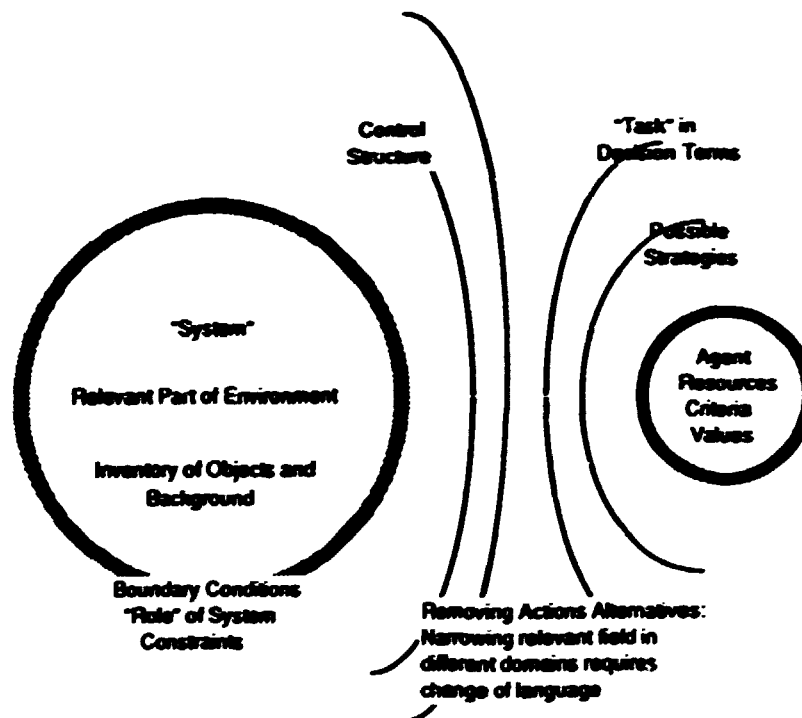 Control
Structure
"Task" in
Decision Terms
Possible
Strategies
"System"
Relevant Part of Environment
Inventory of Objects and
Background
Agent
Resources
Criteria
Values
Boundary Conditions
"Role" of System
Constraints
Removing Actions Alternatives:
Narrowing relevant field in
different domains requires
change of language